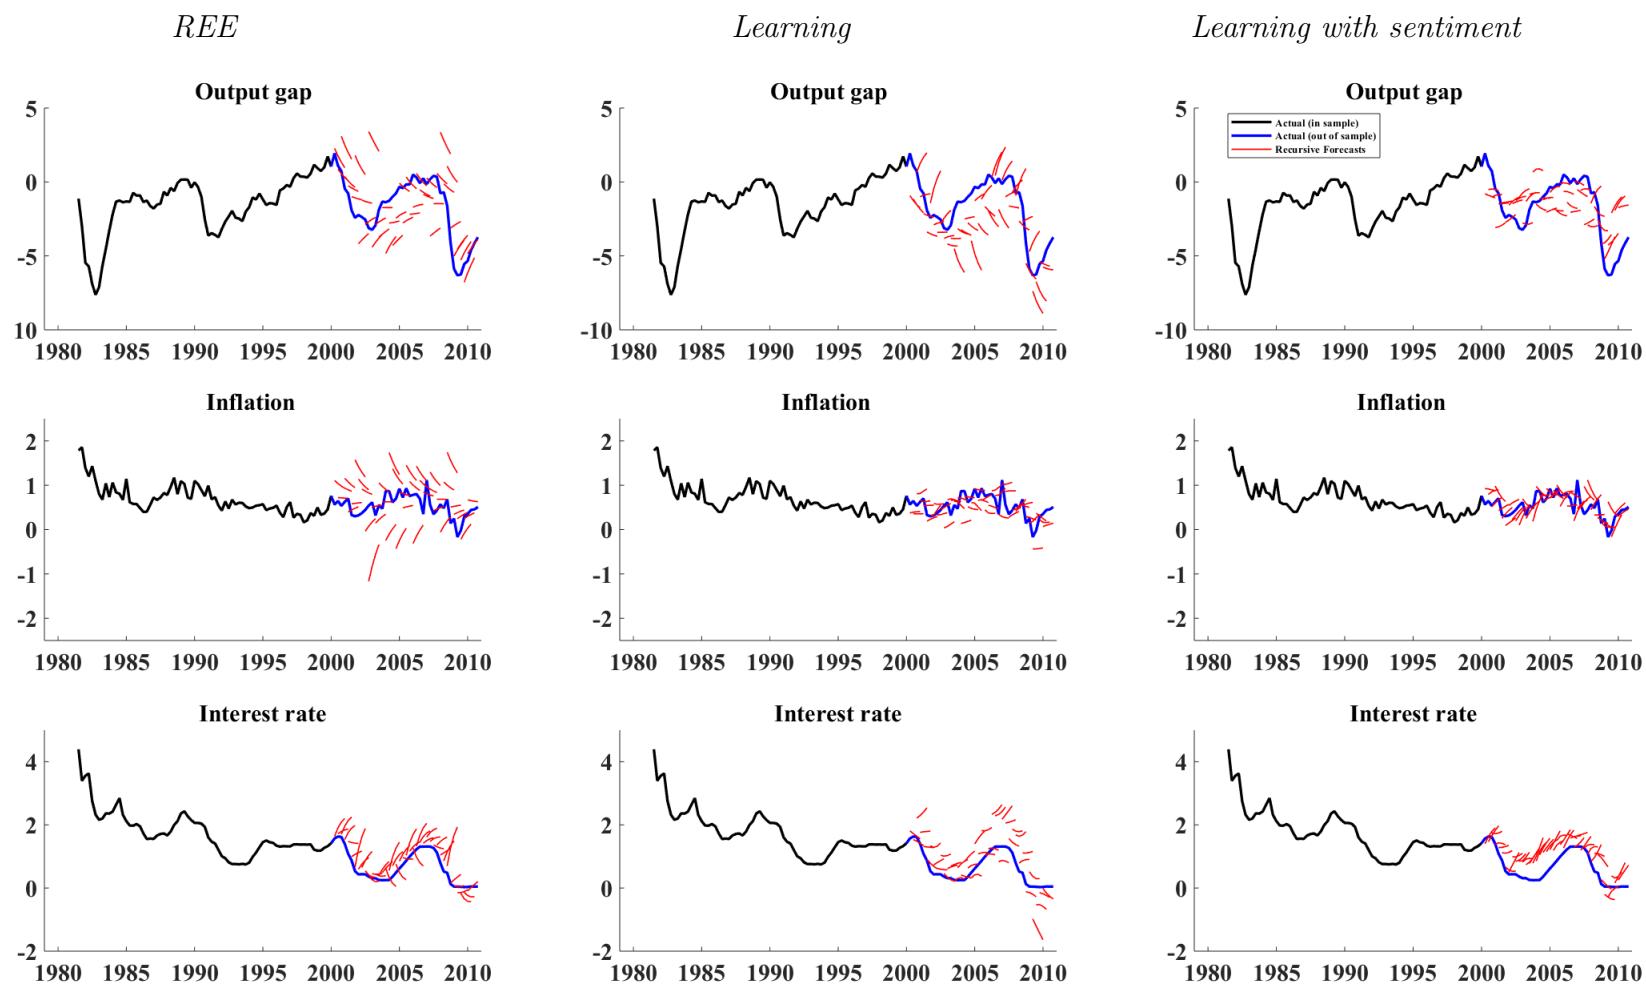 REE Learning Learning with sentiment
Output gap Output gap Output gap
5 5 5
Actual (in sample)
Actual (out of sample)
Recursive Forecasts
0 0 0
-5 -5 -5
10 -10 -10
1980 1985 1990 1995 2000 2005 2010 1980 1985 1990 1995 2000 2005 2010 1980 1985 1990 1995 2000 2005 2010
Inflation Inflation Inflation
2 2 2
1 1 1
0 0 0
-1 -1 -1
-2 -2 -2
1980 1985 1990 1995 2000 2005 2010 1980 1985 1990 1995 2000 2005 2010 1980 1985 1990 1995 2000 2005 2010
Interest rate Interest rate Interest rate
4 4 4
2 2 2
0 0 0
-2 -2 -2
1980 1985 1990 1995 2000 2005 2010 1980 1985 1990 1995 2000 2005 2010 1980 1985 1990 1995 2000 2005 2010